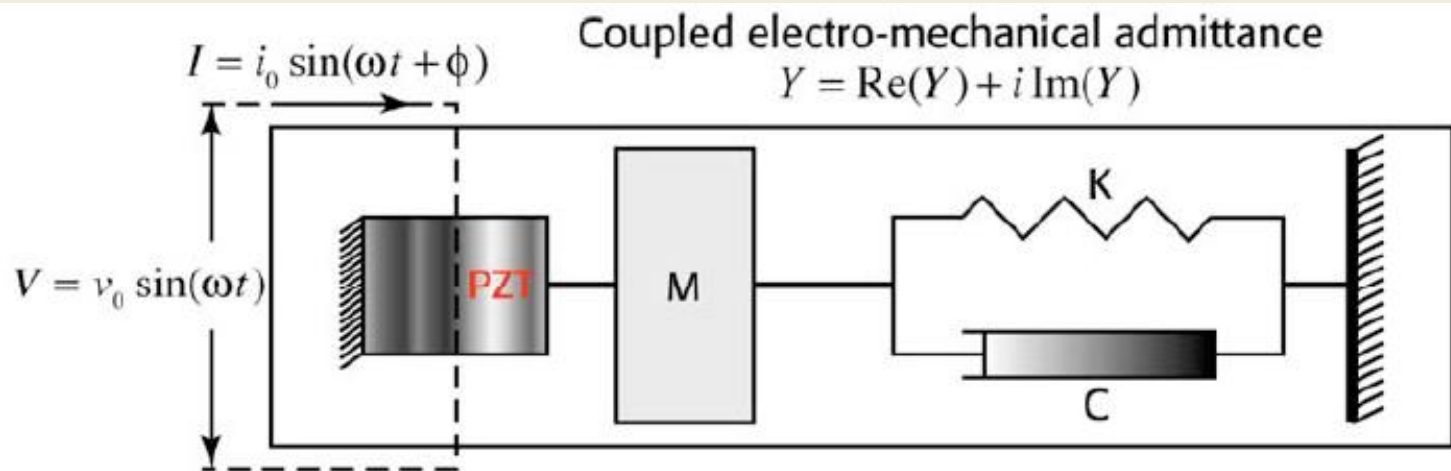 Coupled electro-mechanical admittance
I = i₀ sin(ωt + ϕ)
Y = Re(Y) + i Im(Y)
K
V = v₀ sin(ωt)
PZT
M
C